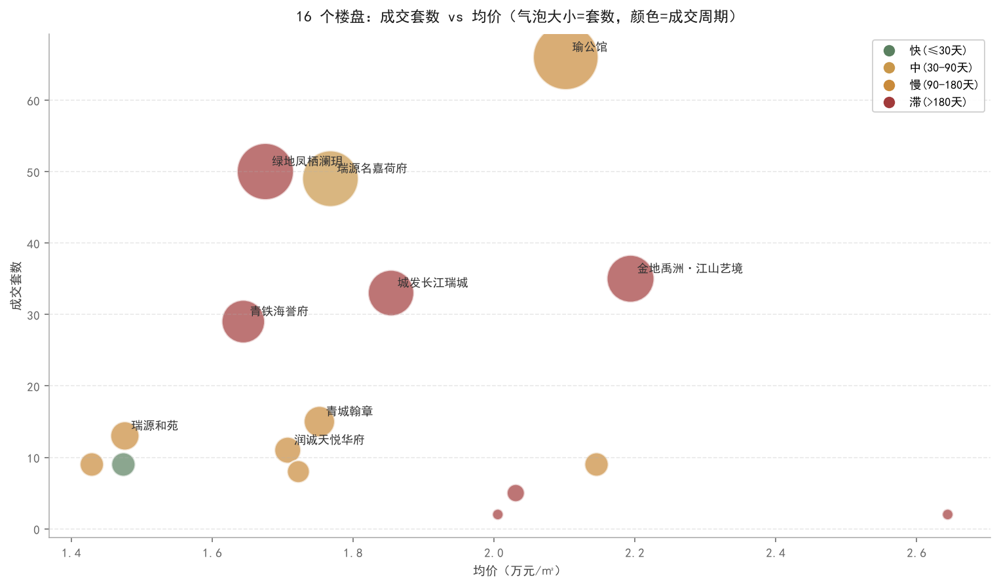 16 个楼盘：成交套数 vs 均价（气泡大小=套数，颜色=成交周期）
快(≤30天)
中(30-90天)
慢(90-180天)
滞(>180天)
瑜公馆
绿地凤栖澜玥
瑞源名嘉荷府
金地禹洲·江山艺境
城发长江瑞城
青铁海誉府
青城翰章
瑞源和苑
润诚天悦华府
成交套数
60
50
40
30
20
10
0
1.4
1.6
1.8
2.0
2.2
2.4
2.6
均价（万元/㎡）